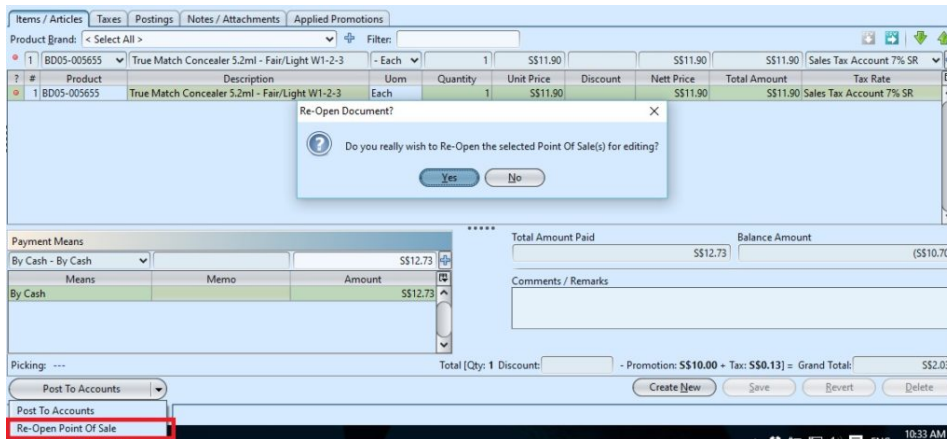 Items / Articles Taxes Postings Notes / Attachments Applied Promotions
Product Brand: < Select All > Filter:
1 BD05-005655 True Match Concealer 5.2ml - Fair/Light W1-2-3 - Each 1 S$11.90 S$11.90 S$11.90 Sales Tax Account 7% SR
? # Product Description Uom Quantity Unit Price Discount Nett Price Total Amount Tax Rate
1 BD05-005655 True Match Concealer 5.2ml - Fair/Light W1-2-3 Each 1 S$11.90 S$11.90 S$11.90 Sales Tax Account 7% SR
Re-Open Document?
Do you really wish to Re-Open the selected Point Of Sale(s) for editing?
Yes No
Payment Means
Total Amount Paid Balance Amount
By Cash - By Cash S$12.73
S$12.73 (S$10.70
Means Memo Amount
Comments / Remarks
By Cash S$12.73
Picking: --- Total [Qty: 1 Discount: - Promotion: S$10.00 + Tax: S$0.13] = Grand Total: S$2.03
Post To Accounts Create New Save Revert Delete
Post To Accounts
Re-Open Point Of Sale
10:33 AM